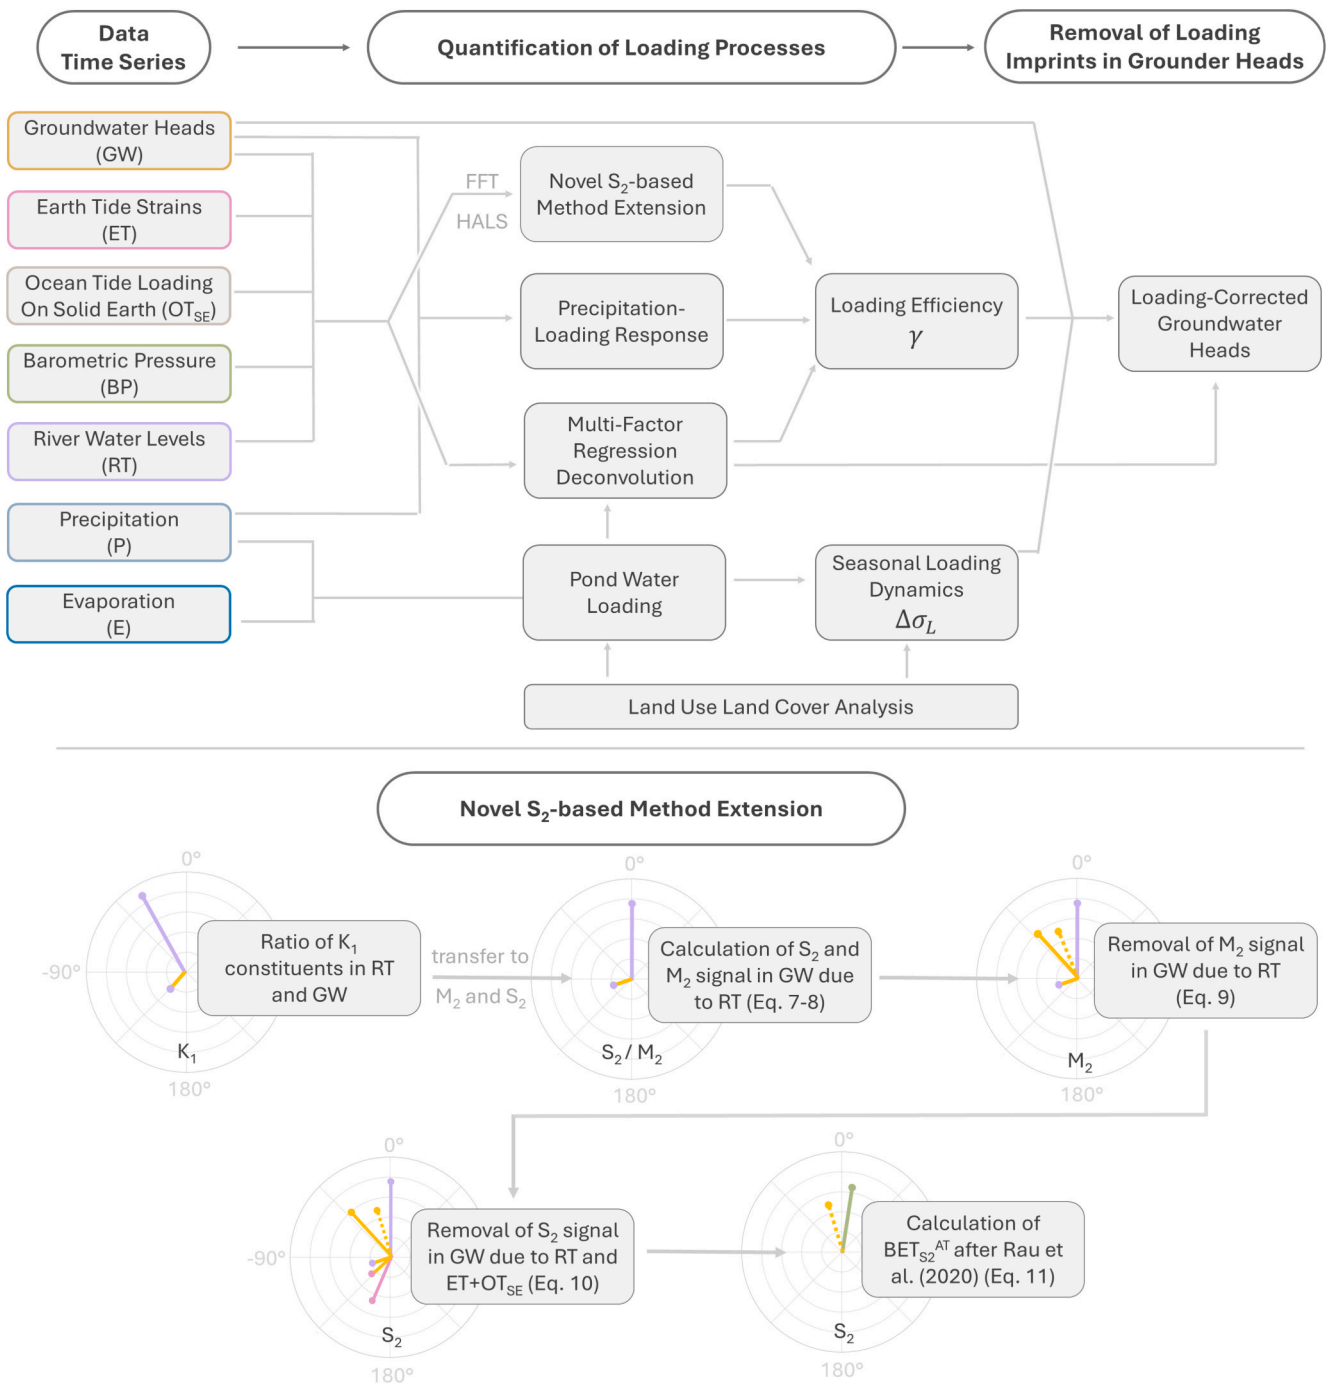 Data
Time Series
Quantification of Loading Processes
Removal of Loading
Imprints in Grounder Heads
Groundwater Heads
(GW)
Earth Tide Strains
(ET)
Ocean Tide Loading
On Solid Earth (OT_SE)
Barometric Pressure
(BP)
River Water Levels
(RT)
Precipitation
(P)
Evaporation
(E)
FFT
HALS
Novel S₂-based
Method Extension
Precipitation-
Loading Response
Multi-Factor
Regression
Deconvolution
Pond Water
Loading
Land Use Land Cover Analysis
Loading Efficiency
γ
Seasonal Loading
Dynamics
Δσ_L
Loading-Corrected
Groundwater
Heads
Novel S₂-based Method Extension
0°
-90°
180°
K₁
Ratio of K₁
constituents in RT
and GW
transfer to
M₂ and S₂
0°
180°
S₂ / M₂
Calculation of S₂ and
M₂ signal in GW due
to RT (Eq. 7-8)
0°
180°
M₂
Removal of M₂ signal
in GW due to RT
(Eq. 9)
0°
-90°
180°
S₂
Removal of S₂ signal
in GW due to RT and
ET+OT_SE (Eq. 10)
0°
180°
S₂
Calculation of
BET_S2^AT after Rau et
al. (2020) (Eq. 11)